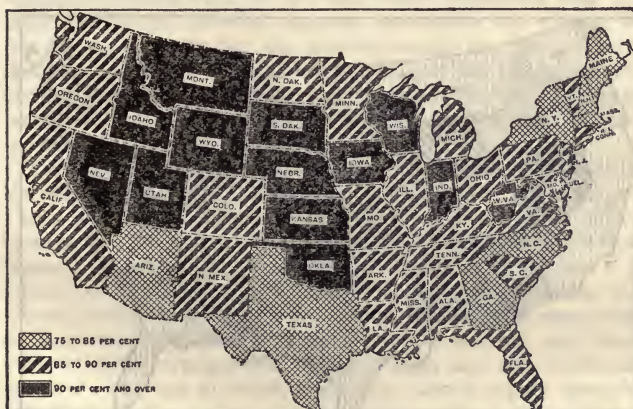 WASH.
MONT.
N. DAK.
MINN.
MAINE
OREGON
IDAHO
S. DAK.
WIS.
MICH.
VT.
N.H.
N. Y.
MASS.
CONN.
WYO.
IOWA
PA.
NEV.
NEBR.
ILL.
IND.
OHIO
DEL.
UTAH
COLO.
W. VA.
VA.
CALIF.
KANSAS
MO.
KY.
N. C.
TENN.
ARIZ.
N. MEX.
OKLA.
ARK.
S. C.
MISS.
ALA.
GA.
TEXAS
LA.
FLA.
75 TO 85 PER CENT
85 TO 90 PER CENT
90 PER CENT AND OVER